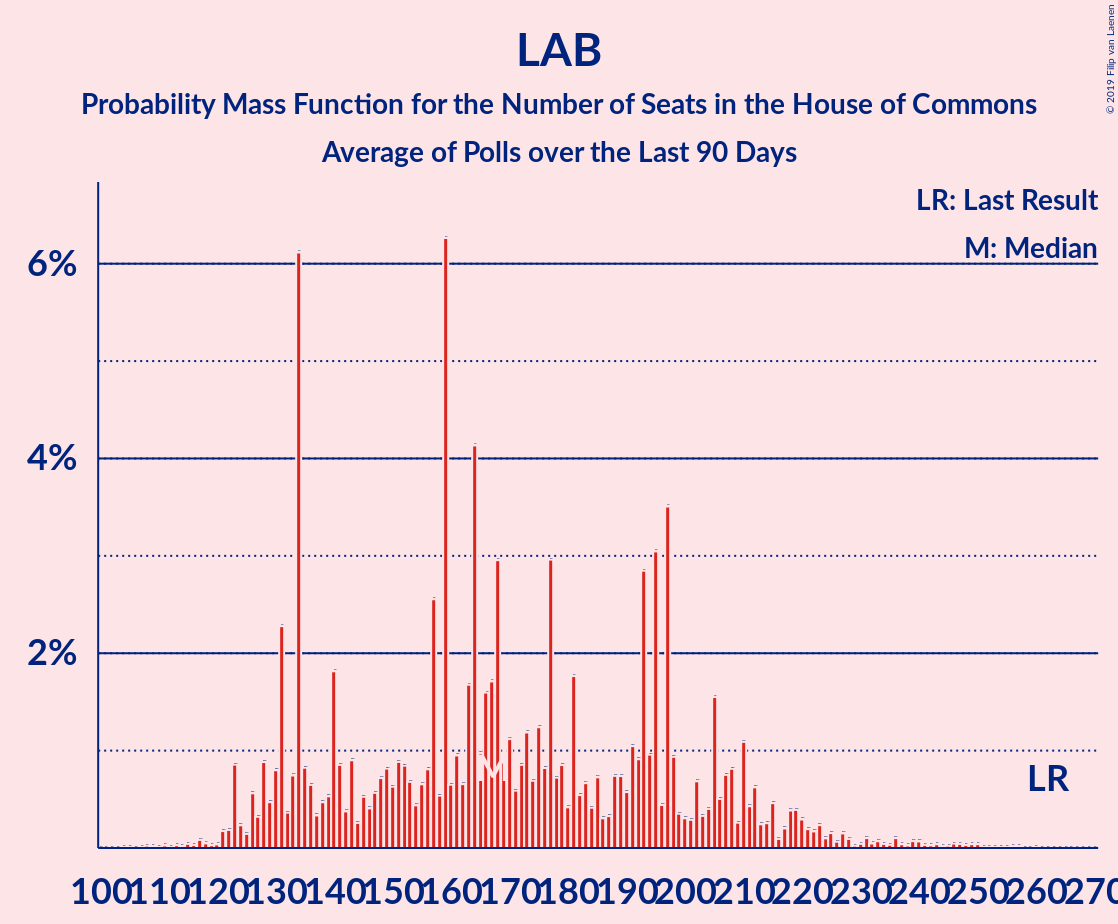 LAB
Probability Mass Function for the Number of Seats in the House of Commons
Average of Polls over the Last 90 Days
© 2019 Filip van Laenen
LR: Last Result
M: Median
6%
4%
2%
M
LR
100 110 120 130 140 150 160 170 180 190 200 210 220 230 240 250 260 270